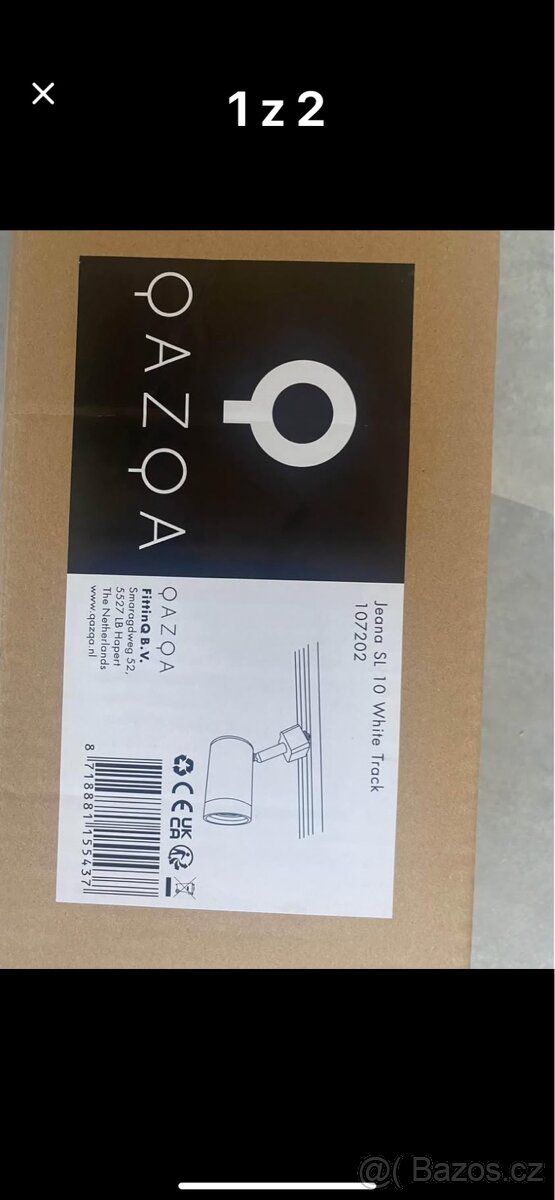 1 z 2
QAZQA
Jeana SL 10 White Track
107202
QAZQA
FittinQ B.V.
Smaragdweg 52,
5527 LB Hapert
The Netherlands
www.qazqa.nl
CE
UK
CA
8 718881 155437
@( Bazos.cz